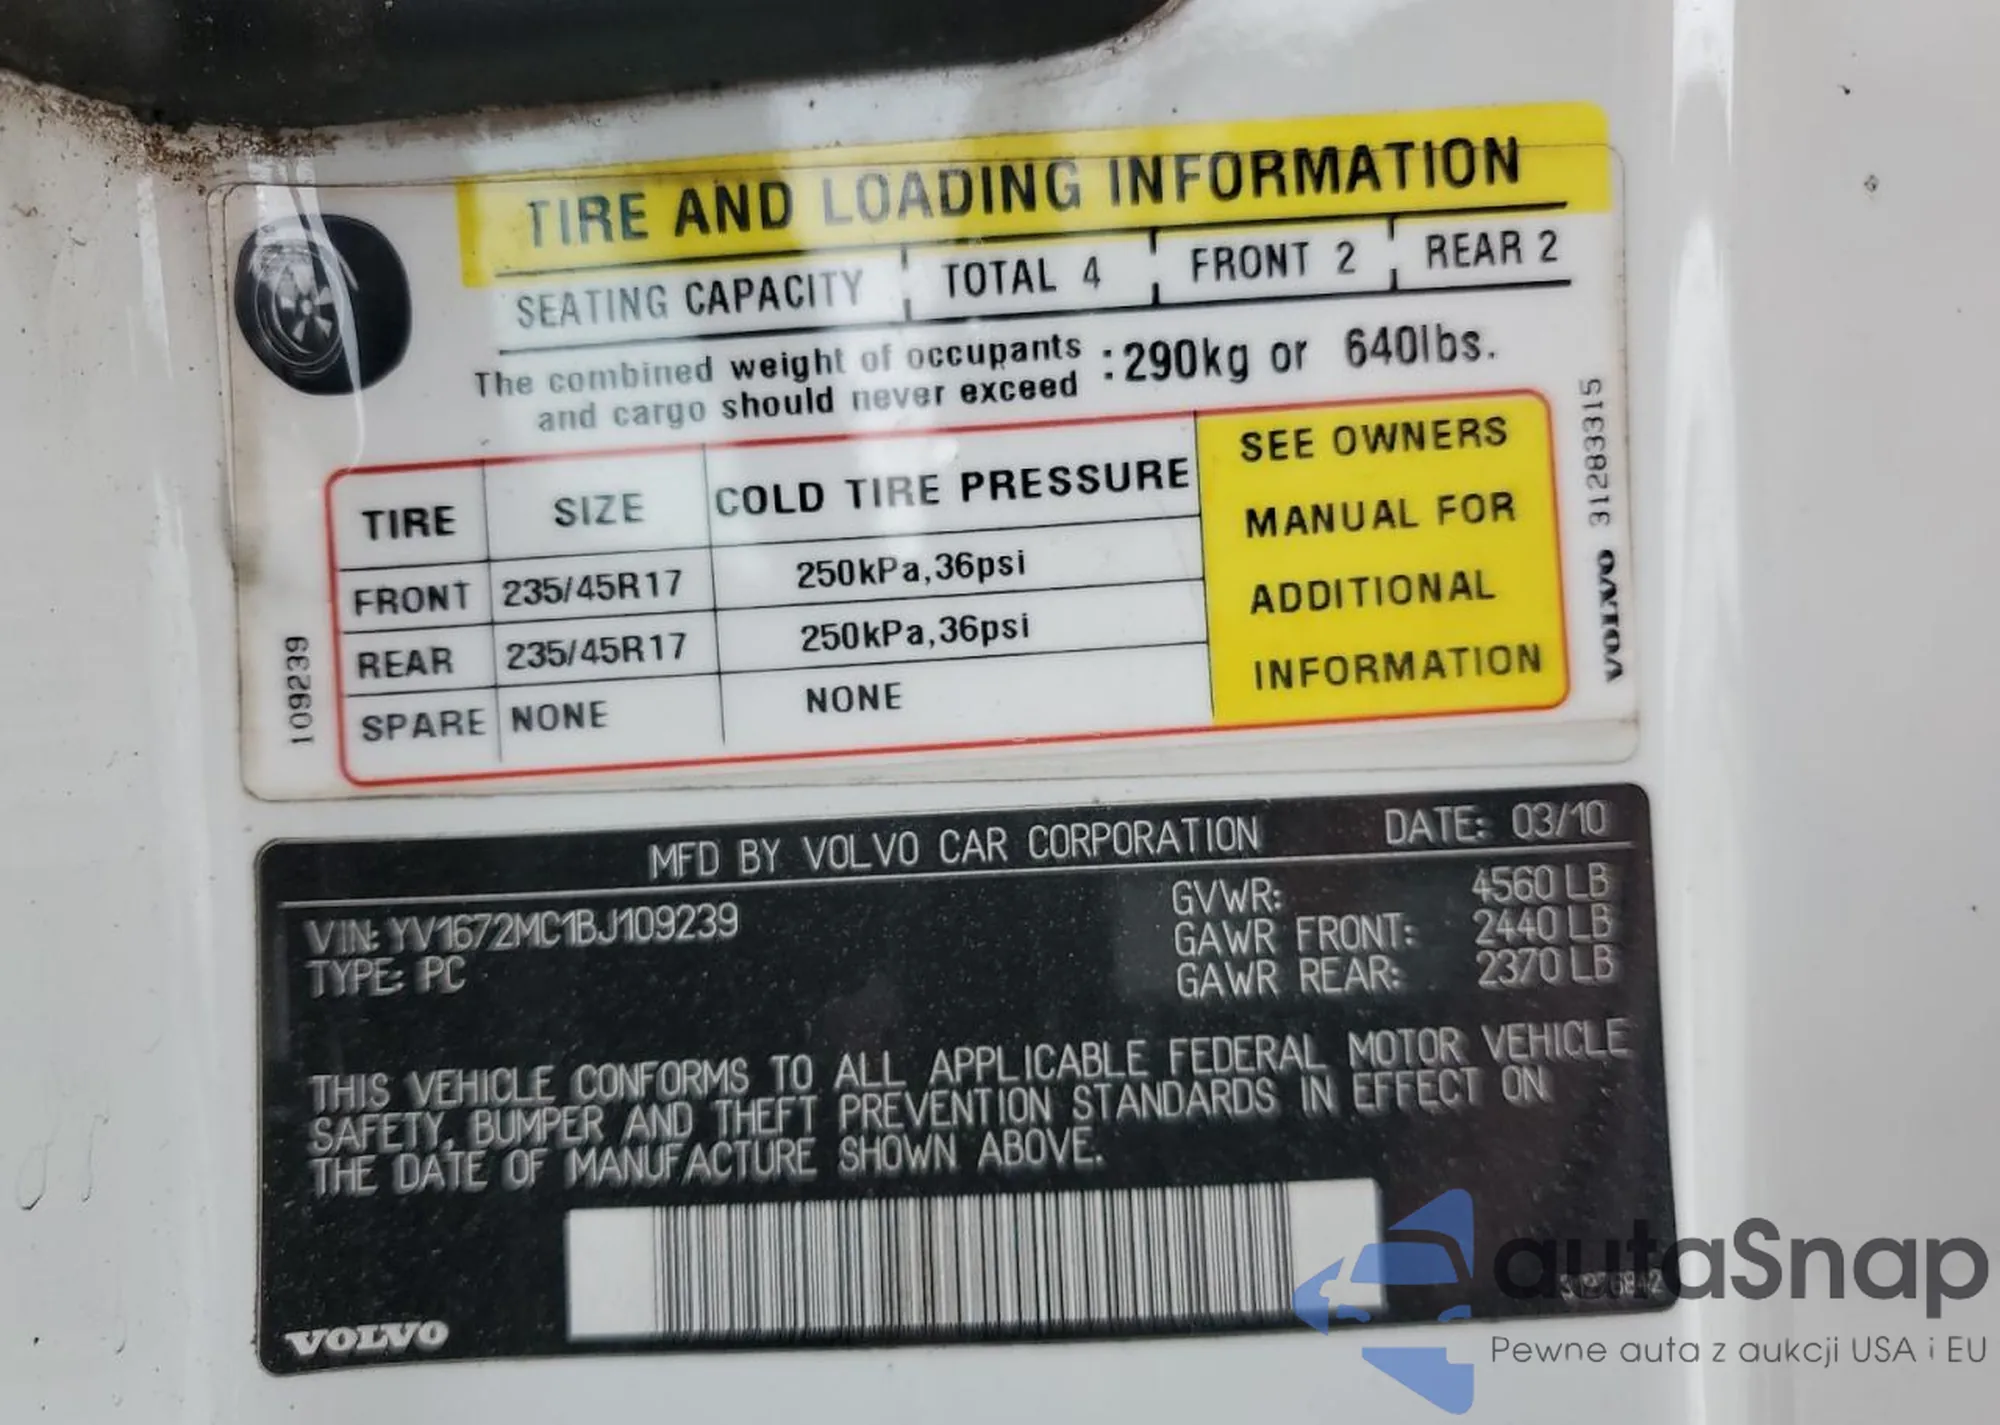 TIRE AND LOADING INFORMATION
SEATING CAPACITY TOTAL 4 FRONT 2 REAR 2
The combined weight of occupants
and cargo should never exceed
:290kg or 640lbs.
TIRE SIZE COLD TIRE PRESSURE
FRONT 235/45R17 250kPa,36psi
REAR 235/45R17 250kPa,36psi
SPARE NONE NONE
SEE OWNERS
MANUAL FOR
ADDITIONAL
INFORMATION
109239
VOLVO 31283315
MFD BY VOLVO CAR CORPORATION DATE: 03/10
VIN: YV1672MC1BJ109239
TYPE: PC
GVWR: 4560 LB
GAWR FRONT: 2440 LB
GAWR REAR: 2370 LB
THIS VEHICLE CONFORMS TO ALL APPLICABLE FEDERAL MOTOR VEHICLE
SAFETY, BUMPER AND THEFT PREVENTION STANDARDS IN EFFECT ON
THE DATE OF MANUFACTURE SHOWN ABOVE.
VOLVO
autaSnap
Pewne auta z aukcji USA i EU